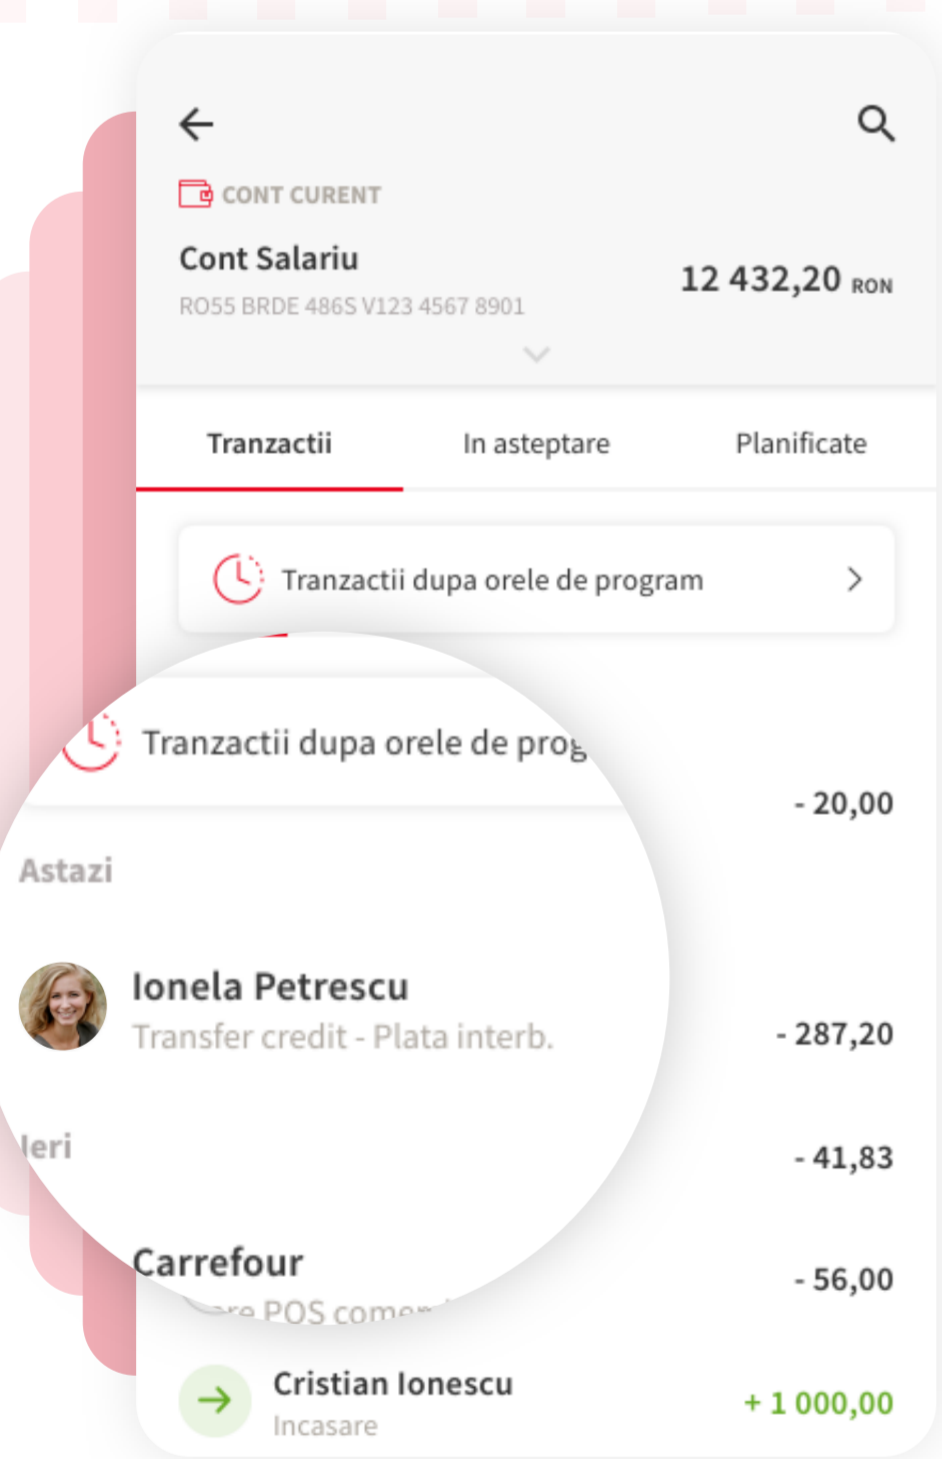 CONT CURENT
Cont Salariu
12 432,20 RON
RO55 BRDE 486S V123 4567 8901
Tranzactii
In asteptare
Planificate
Tranzactii dupa orele de program
Tranzactii dupa orele de prog
- 20,00
Astazi
Ionela Petrescu
Transfer credit - Plata interb.
- 287,20
Ieri
- 41,83
Carrefour
- 56,00
POS
Cristian Ionescu
Incasare
+ 1 000,00